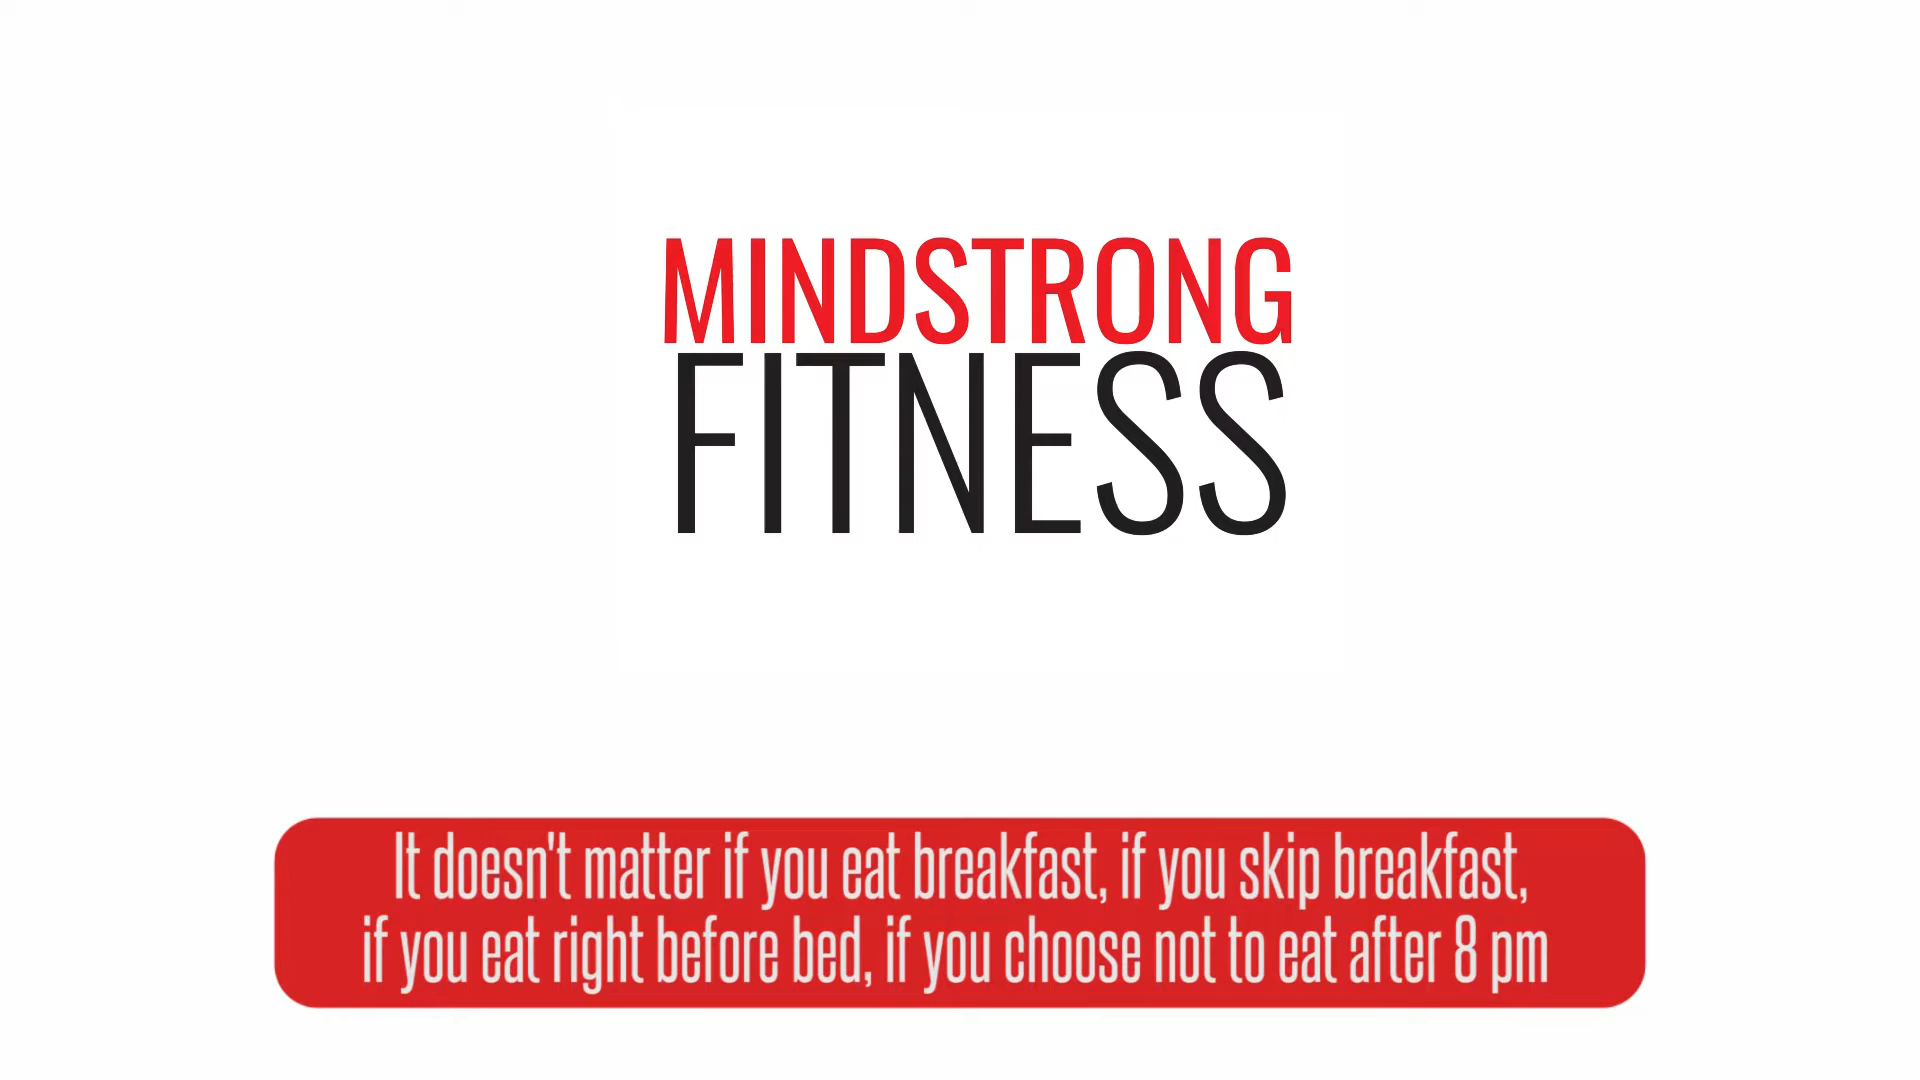 MINDSTRONG
FITNESS
It doesn't matter if you eat breakfast, if you skip breakfast,
if you eat right before bed, if you choose not to eat after 8 pm